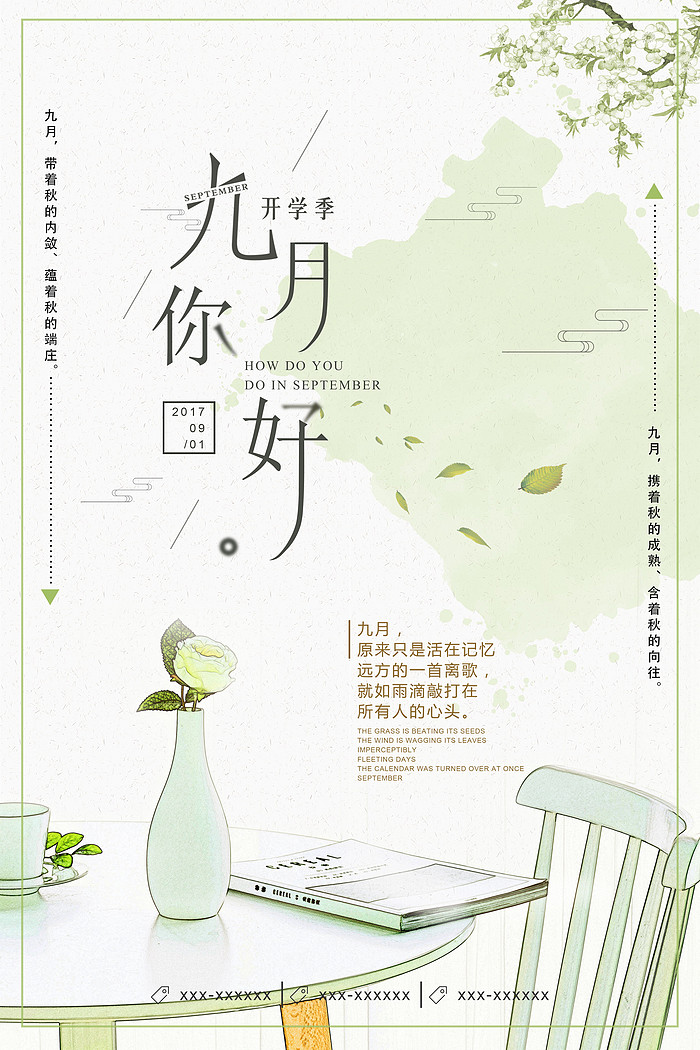 九月，带着秋的内敛、蕴着秋的端庄。
九月
SEPTEMBER
开学季
你好。
HOW DO YOU
DO IN SEPTEMBER
2017
09
/01
九月，携着秋的成熟、含着秋的向往。
九月，
原来只是活在记忆
远方的一首离歌，
就如雨滴敲打在
所有人的心头。
THE GRASS IS BEATING ITS SEEDS
THE WIND IS WAGGING ITS LEAVES
IMPERCEPTIBLY
FLEETING DAYS
THE CALENDAR WAS TURNED OVER AT ONCE
SEPTEMBER
CEREAL
CEREAL
XXX-XXXXXX | XXX-XXXXXX | XXX-XXXXXX